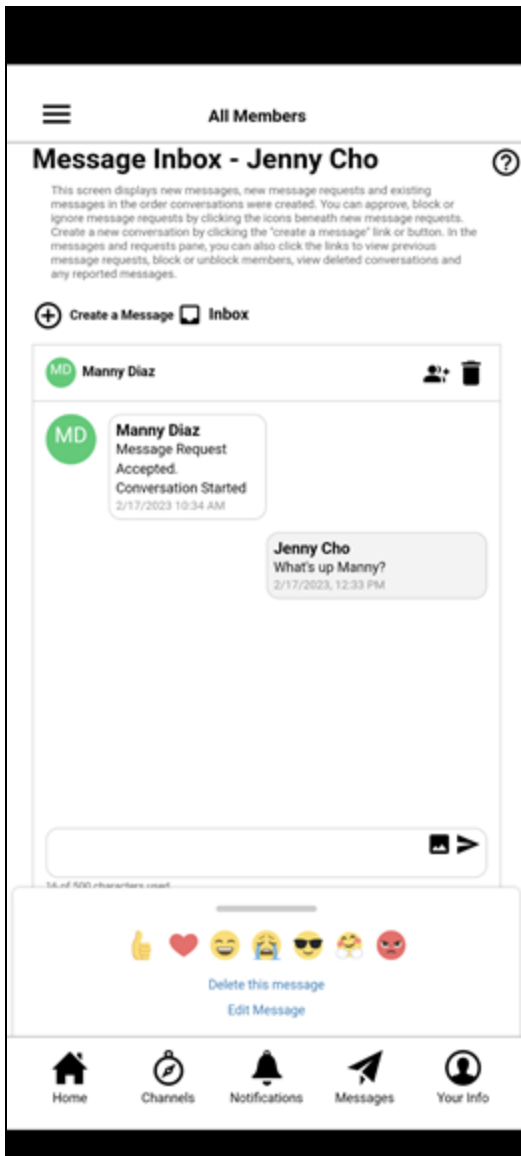 All Members
Message Inbox - Jenny Cho
This screen displays new messages, new message requests and existing
messages in the order conversations were created. You can approve, block or
ignore message requests by clicking the icons beneath new message requests.
Create a new conversation by clicking the "create a message" link or button. In the
messages and requests pane, you can also click the links to view previous
message requests, block or unblock members, view deleted conversations and
any reported messages.
Create a Message Inbox
MD Manny Diaz
MD
Manny Diaz
Message Request
Accepted.
Conversation Started
2/17/2023 10:34 AM
Jenny Cho
What's up Manny?
2/17/2023, 12:33 PM
16 of 500 characters used
Delete this message
Edit Message
Home Channels Notifications Messages Your Info